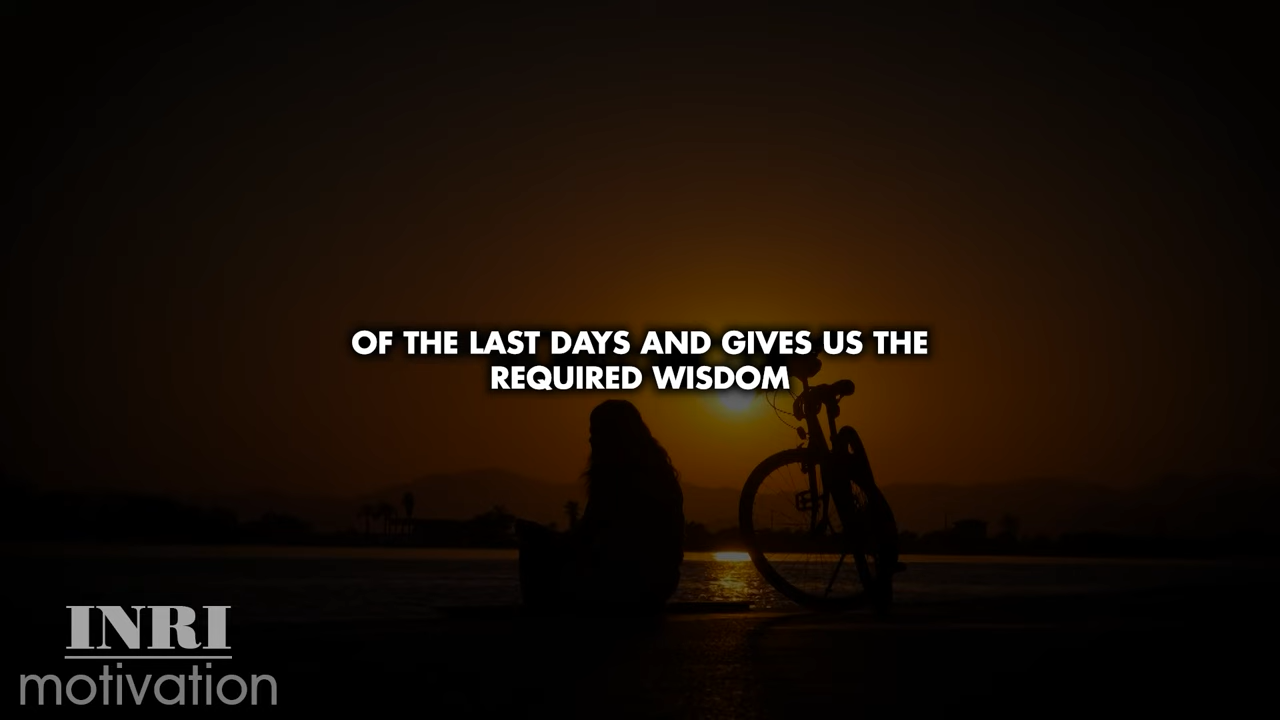 OF THE LAST DAYS AND GIVES US THE
REQUIRED WISDOM
INRI
motivation